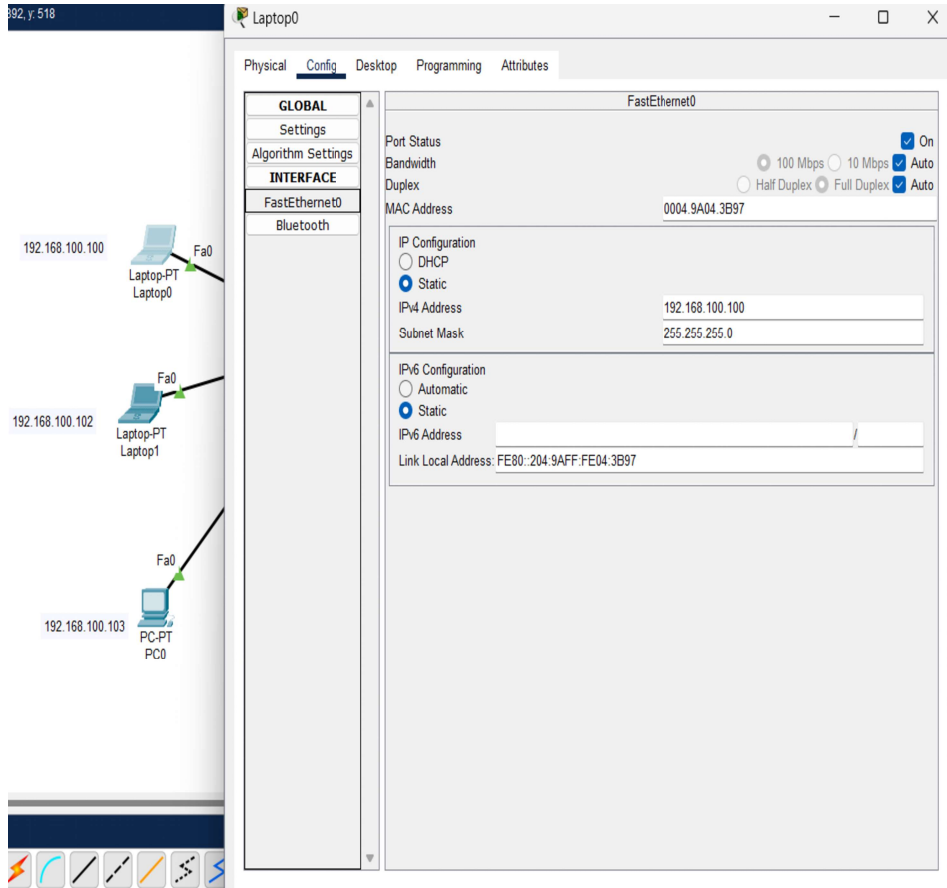 392, y: 518
Laptop0
Physical Config Desktop Programming Attributes
GLOBAL
Settings
Algorithm Settings
INTERFACE
FastEthernet0
Bluetooth
FastEthernet0
Port Status On
Bandwidth 100 Mbps 10 Mbps Auto
Duplex Half Duplex Full Duplex Auto
MAC Address 0004.9A04.3B97
IP Configuration
DHCP
Static
IPv4 Address 192.168.100.100
Subnet Mask 255.255.255.0
IPv6 Configuration
Automatic
Static
IPv6 Address /
Link Local Address: FE80::204:9AFF:FE04:3B97
192.168.100.100
Fa0
Laptop-PT
Laptop0
Fa0
192.168.100.102
Laptop-PT
Laptop1
Fa0
192.168.100.103
PC-PT
PC0